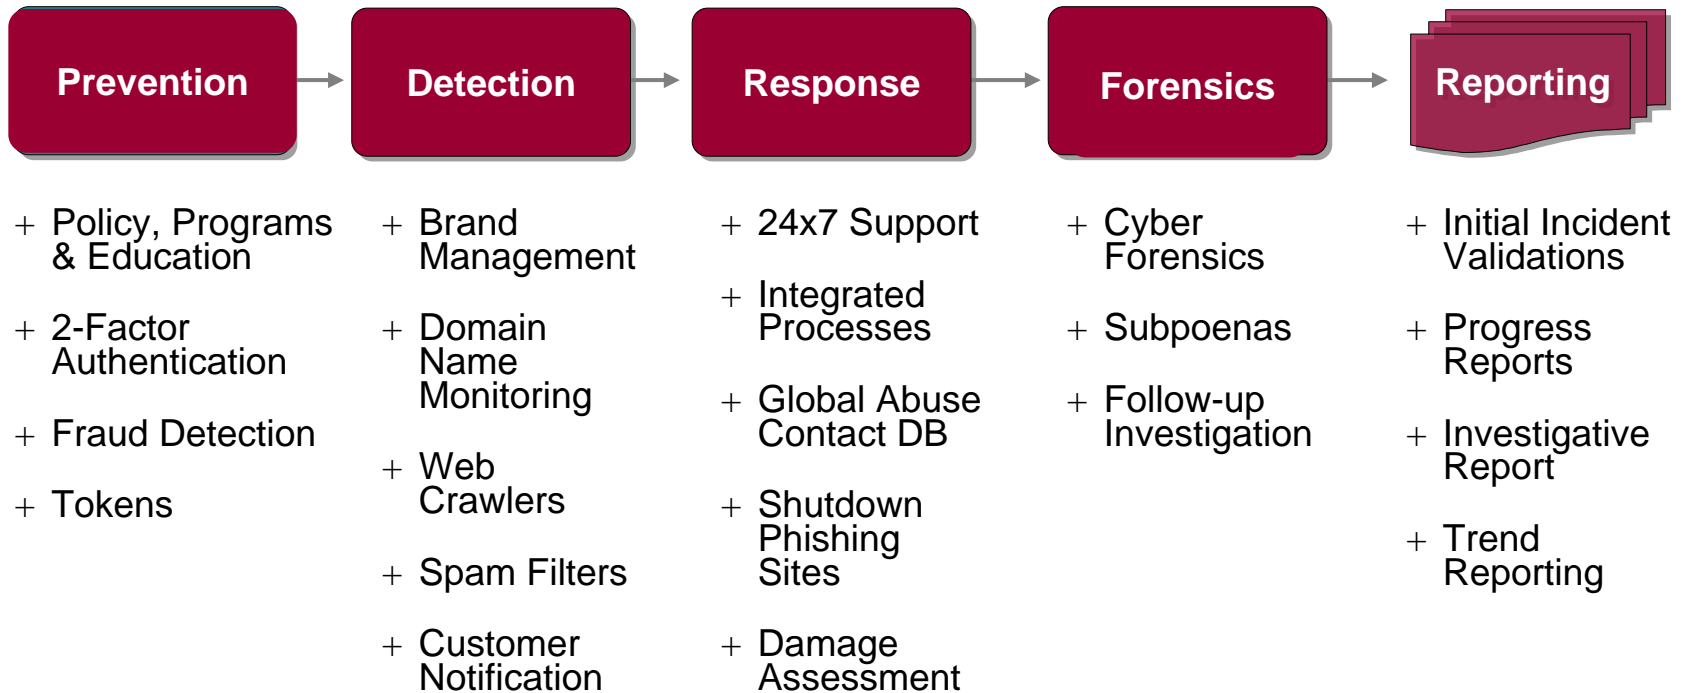 Prevention
Detection
Response
Forensics
Reporting
+ Policy, Programs
& Education
+ 2-Factor
Authentication
+ Fraud Detection
+ Tokens
+ Brand
Management
+ Domain
Name
Monitoring
+ Web
Crawlers
+ Spam Filters
+ Customer
Notification
+ 24x7 Support
+ Integrated
Processes
+ Global Abuse
Contact DB
+ Shutdown
Phishing
Sites
+ Damage
Assessment
+ Cyber
Forensics
+ Subpoenas
+ Follow-up
Investigation
+ Initial Incident
Validations
+ Progress
Reports
+ Investigative
Report
+ Trend
Reporting